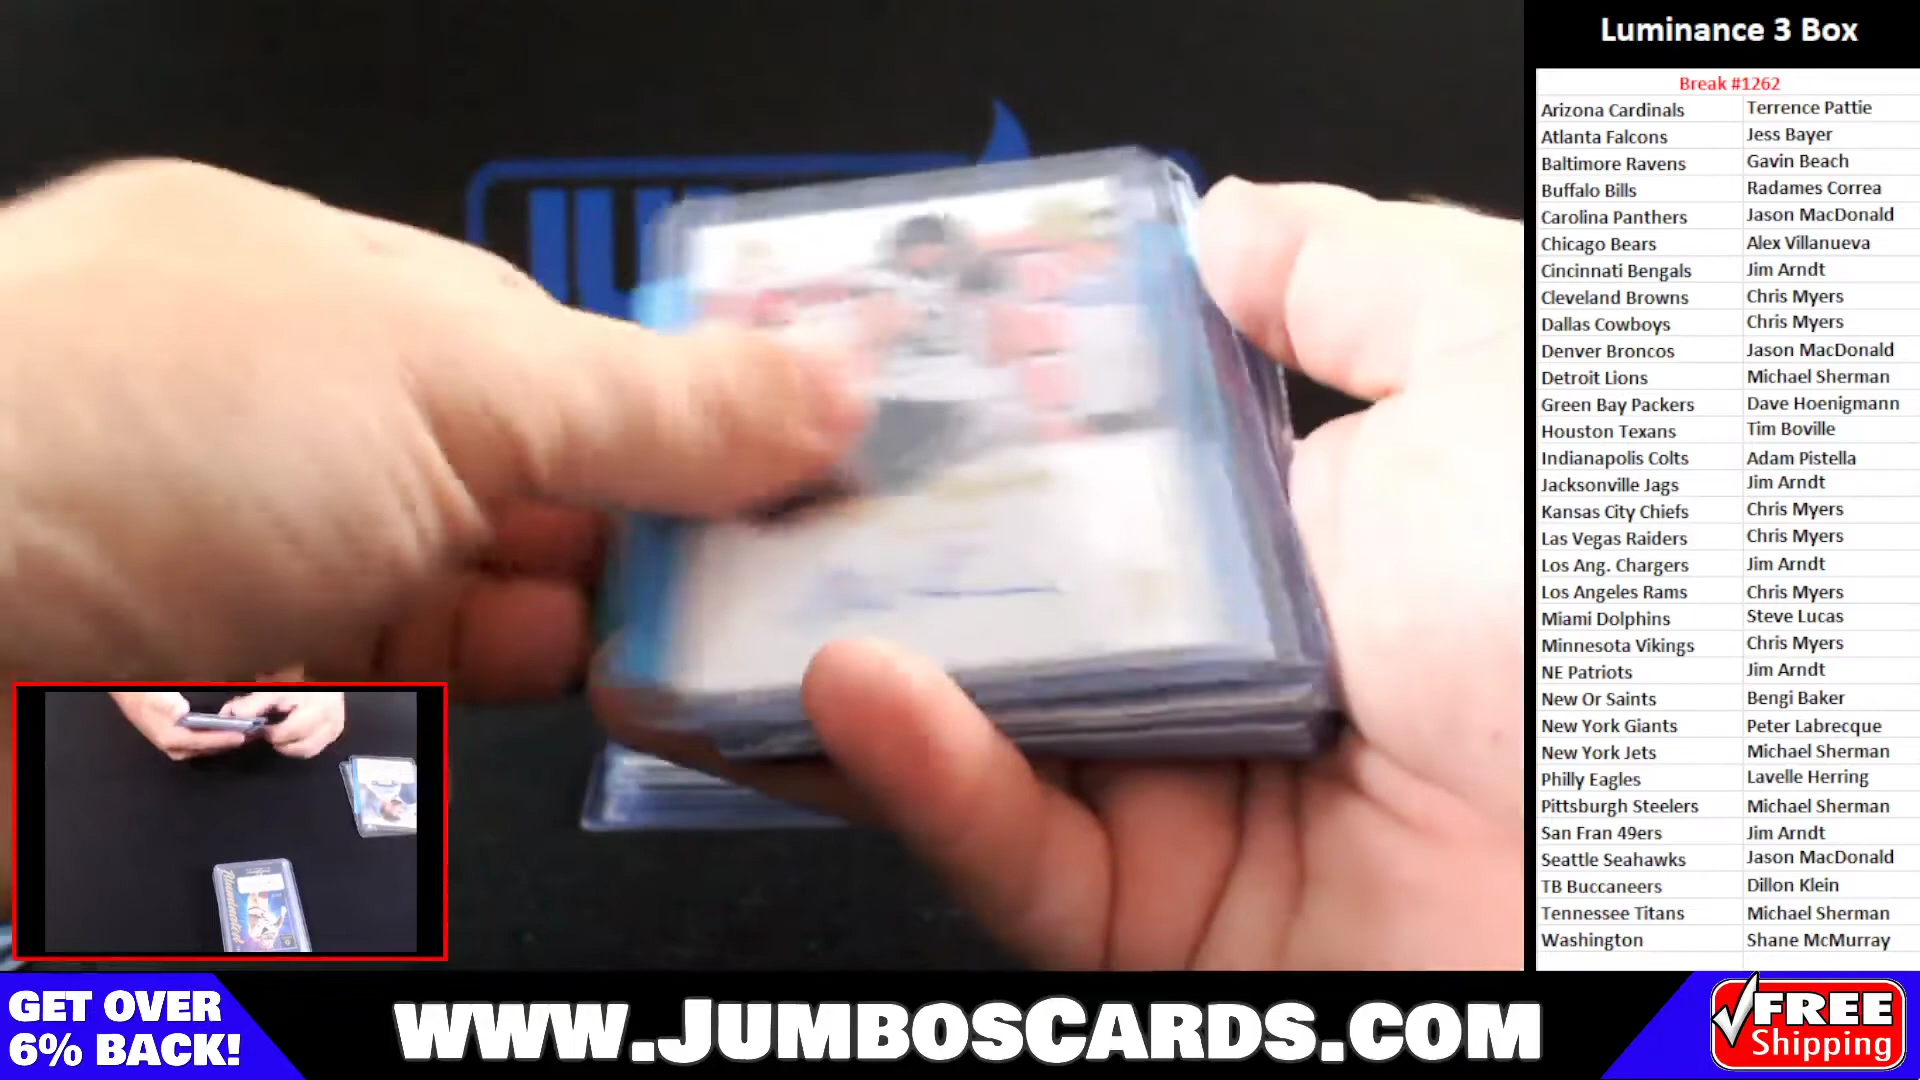 Luminance 3 Box
Break #1262
Arizona Cardinals Terrence Pattie
Atlanta Falcons Jess Bayer
Baltimore Ravens Gavin Beach
Buffalo Bills Radames Correa
Carolina Panthers Jason MacDonald
Chicago Bears Alex Villanueva
Cincinnati Bengals Jim Arndt
Cleveland Browns Chris Myers
Dallas Cowboys Chris Myers
Denver Broncos Jason MacDonald
Detroit Lions Michael Sherman
Green Bay Packers Dave Hoenigmann
Houston Texans Tim Boville
Indianapolis Colts Adam Pistella
Jacksonville Jags Jim Arndt
Kansas City Chiefs Chris Myers
Las Vegas Raiders Chris Myers
Los Ang. Chargers Jim Arndt
Los Angeles Rams Chris Myers
Miami Dolphins Steve Lucas
Minnesota Vikings Chris Myers
NE Patriots Jim Arndt
New Or Saints Bengi Baker
New York Giants Peter Labrecque
New York Jets Michael Sherman
Philly Eagles Lavelle Herring
Pittsburgh Steelers Michael Sherman
San Fran 49ers Jim Arndt
Seattle Seahawks Jason MacDonald
TB Buccaneers Dillon Klein
Tennessee Titans Michael Sherman
Washington Shane McMurray
GET OVER
6% BACK!
www.JumbosCards.com
FREE
Shipping